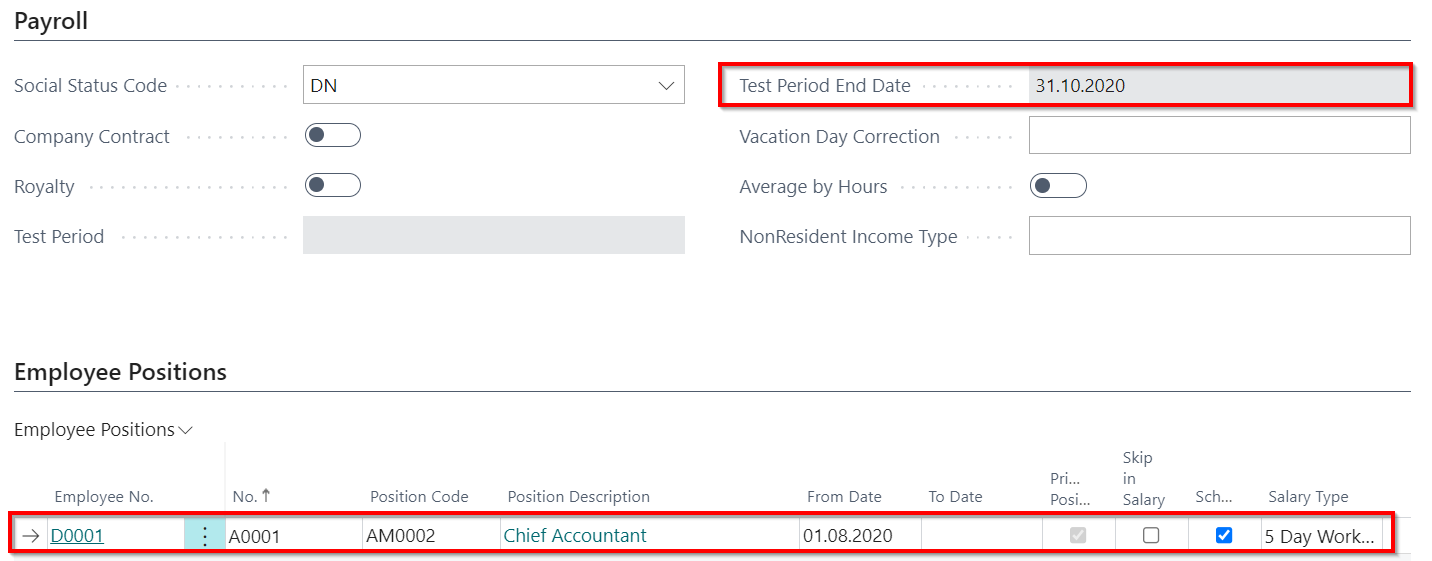 Payroll
Social Status Code DN
Test Period End Date 31.10.2020
Company Contract
Vacation Day Correction
Royalty
Average by Hours
Test Period
NonResident Income Type
Employee Positions
Employee Positions
Employee No. No. ↑ Position Code Position Description From Date To Date Pri... Posi... Skip in Salary Sch... Salary Type
D0001 A0001 AM0002 Chief Accountant 01.08.2020 5 Day Work...